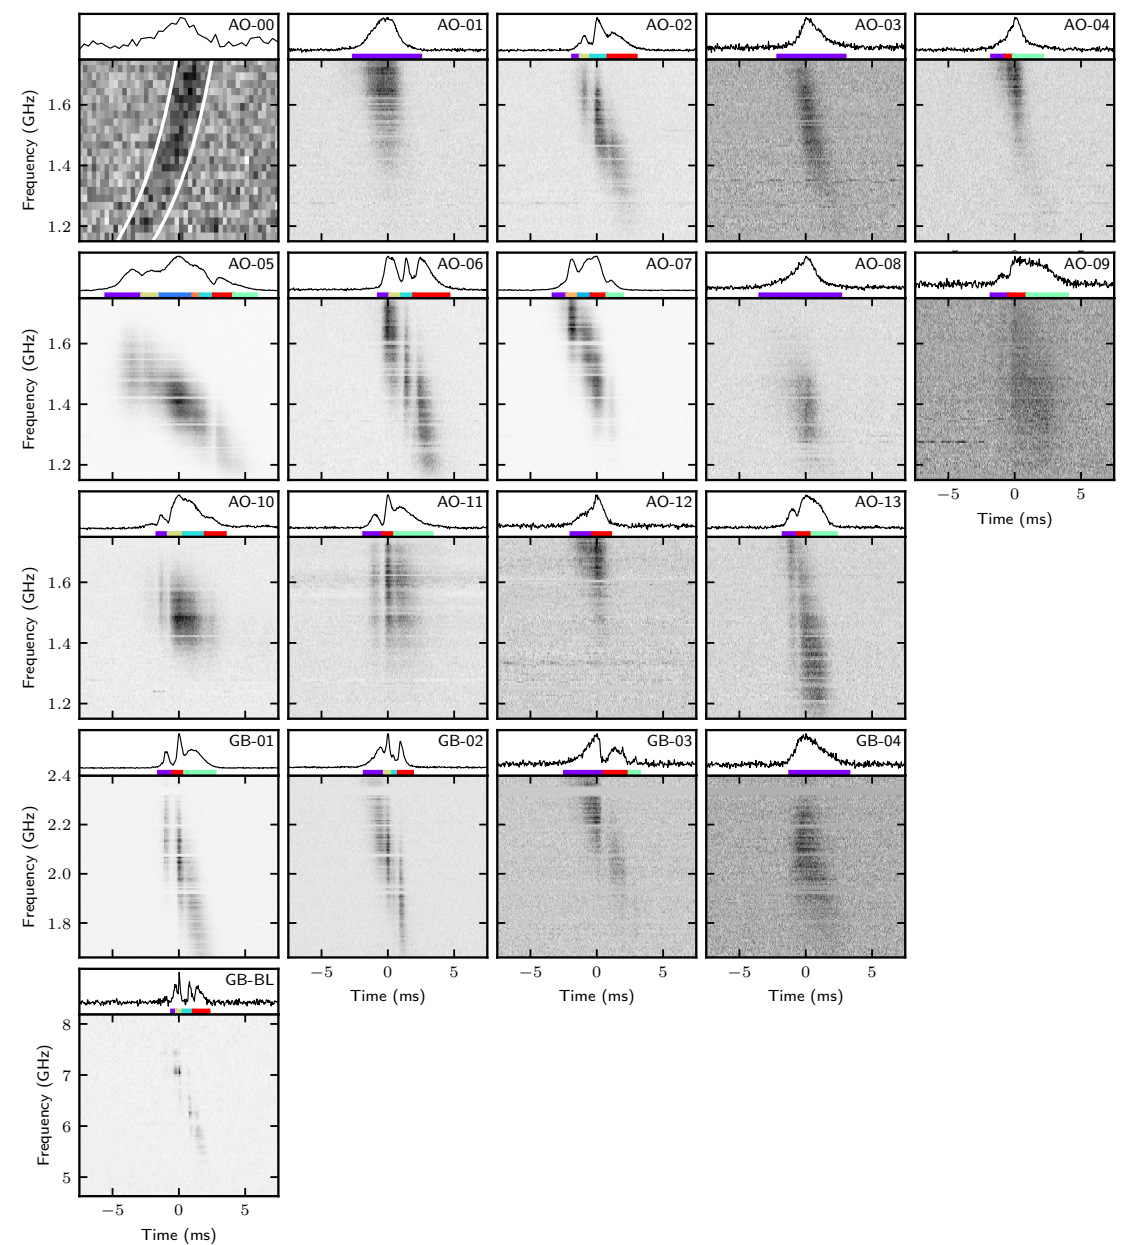 AO-00 AO-01 AO-02 AO-03 AO-04
Frequency (GHz)
1.6
1.4
1.2
AO-05 AO-06 AO-07 AO-08 AO-09
Frequency (GHz)
1.6
1.4
1.2
−5 0 5
Time (ms)
AO-10 AO-11 AO-12 AO-13
Frequency (GHz)
1.6
1.4
1.2
GB-01 GB-02 GB-03 GB-04
Frequency (GHz)
2.4
2.2
2.0
1.8
−5 0 5 −5 0 5 −5 0 5
Time (ms) Time (ms) Time (ms)
GB-BL
Frequency (GHz)
8
7
6
5
−5 0 5
Time (ms)